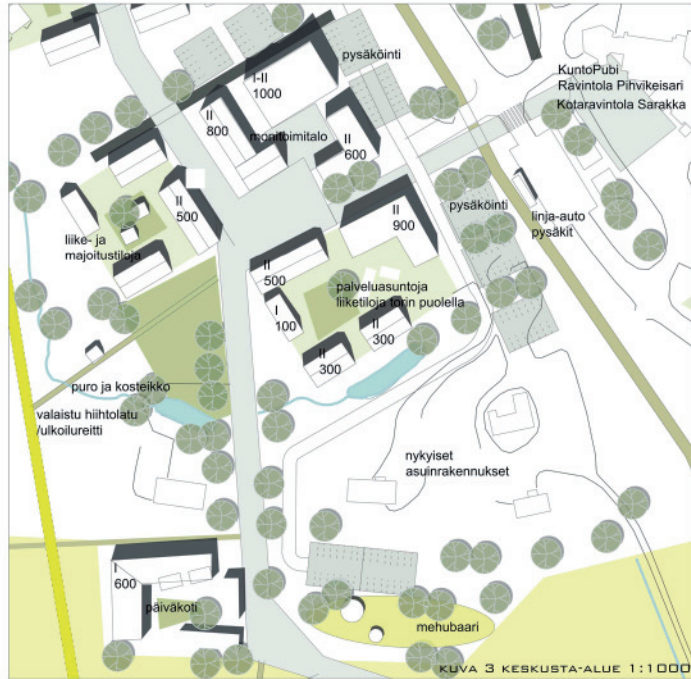 pysäköinti
KuntoPubi
Ravintola Pihvikeisari
Kotaravintola Sarakka
I-II
1000
II
800
monitoimitalo
II
600
II
500
pysäköinti
linja-auto
pysäkit
liike- ja
majoitustiloja
II
900
II
500
palveluasuntoja
liiketiloja torin puolella
I
100
II
300
II
300
puro ja kosteikko
valaistu hiihtolatu
/ulkoilureitti
nykyiset
asuinrakennukset
I
600
päiväkoti
mehubaari
KUVA 3 KESKUSTA-ALUE 1:1000